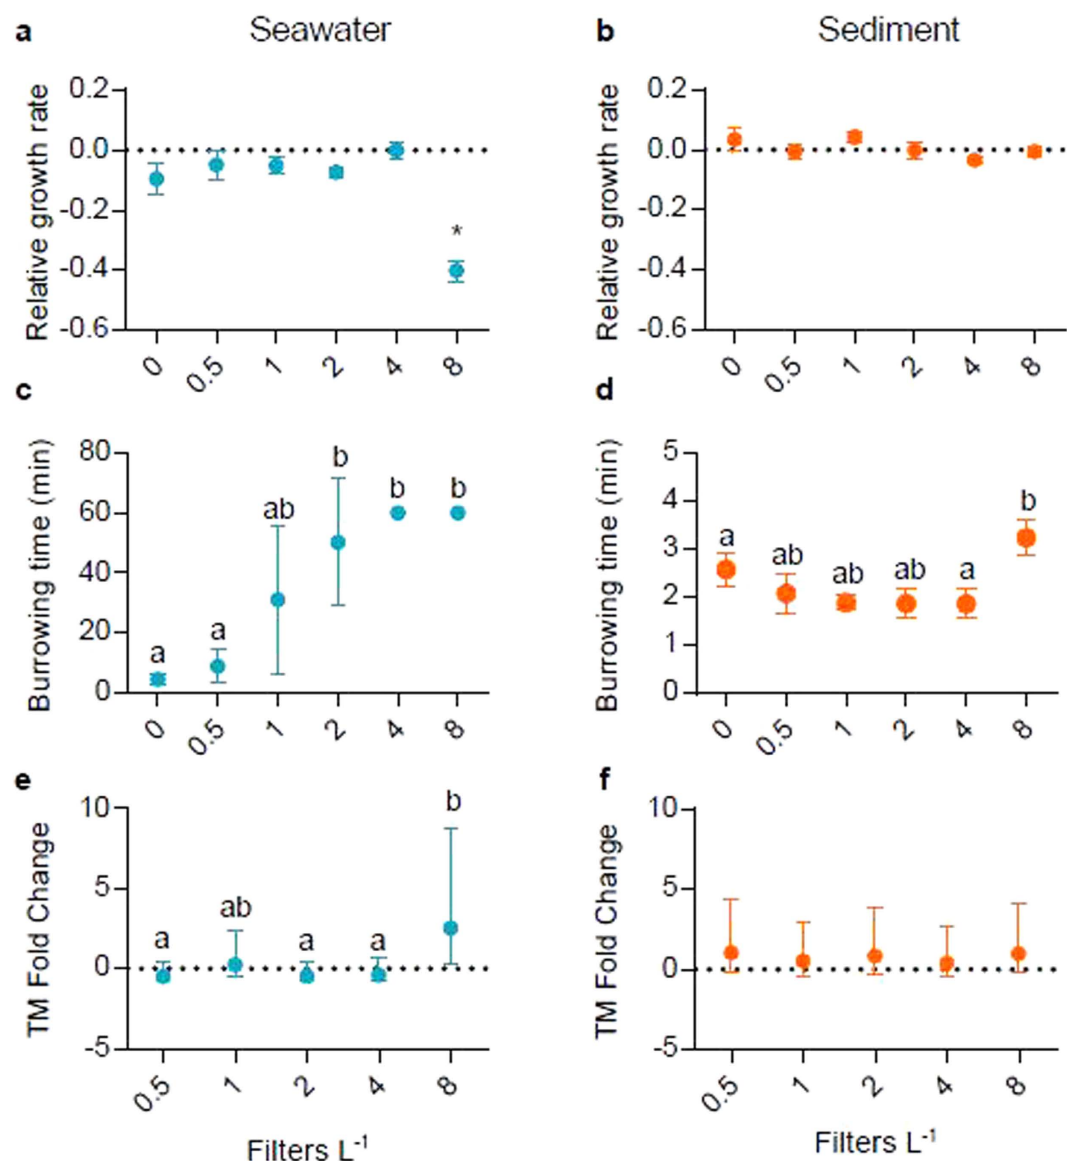 a Seawater b Sediment
0.2 0.2
0.0 0.0
-0.2 -0.2
* 
-0.4 -0.4
-0.6 -0.6
Relative growth rate Relative growth rate
0 0.5 1 2 4 8 0 0.5 1 2 4 8
c d
80 5
60 4
40 3
20 2
0 1
0
Burrowing time (min) Burrowing time (min)
a a ab b b b a ab ab ab a b
0 0.5 1 2 4 8 0 0.5 1 2 4 8
e f
10 10
5 5
0 0
-5 -5
TM Fold Change TM Fold Change
a ab a a b
0.5 1 2 4 8 0.5 1 2 4 8
Filters L⁻¹ Filters L⁻¹